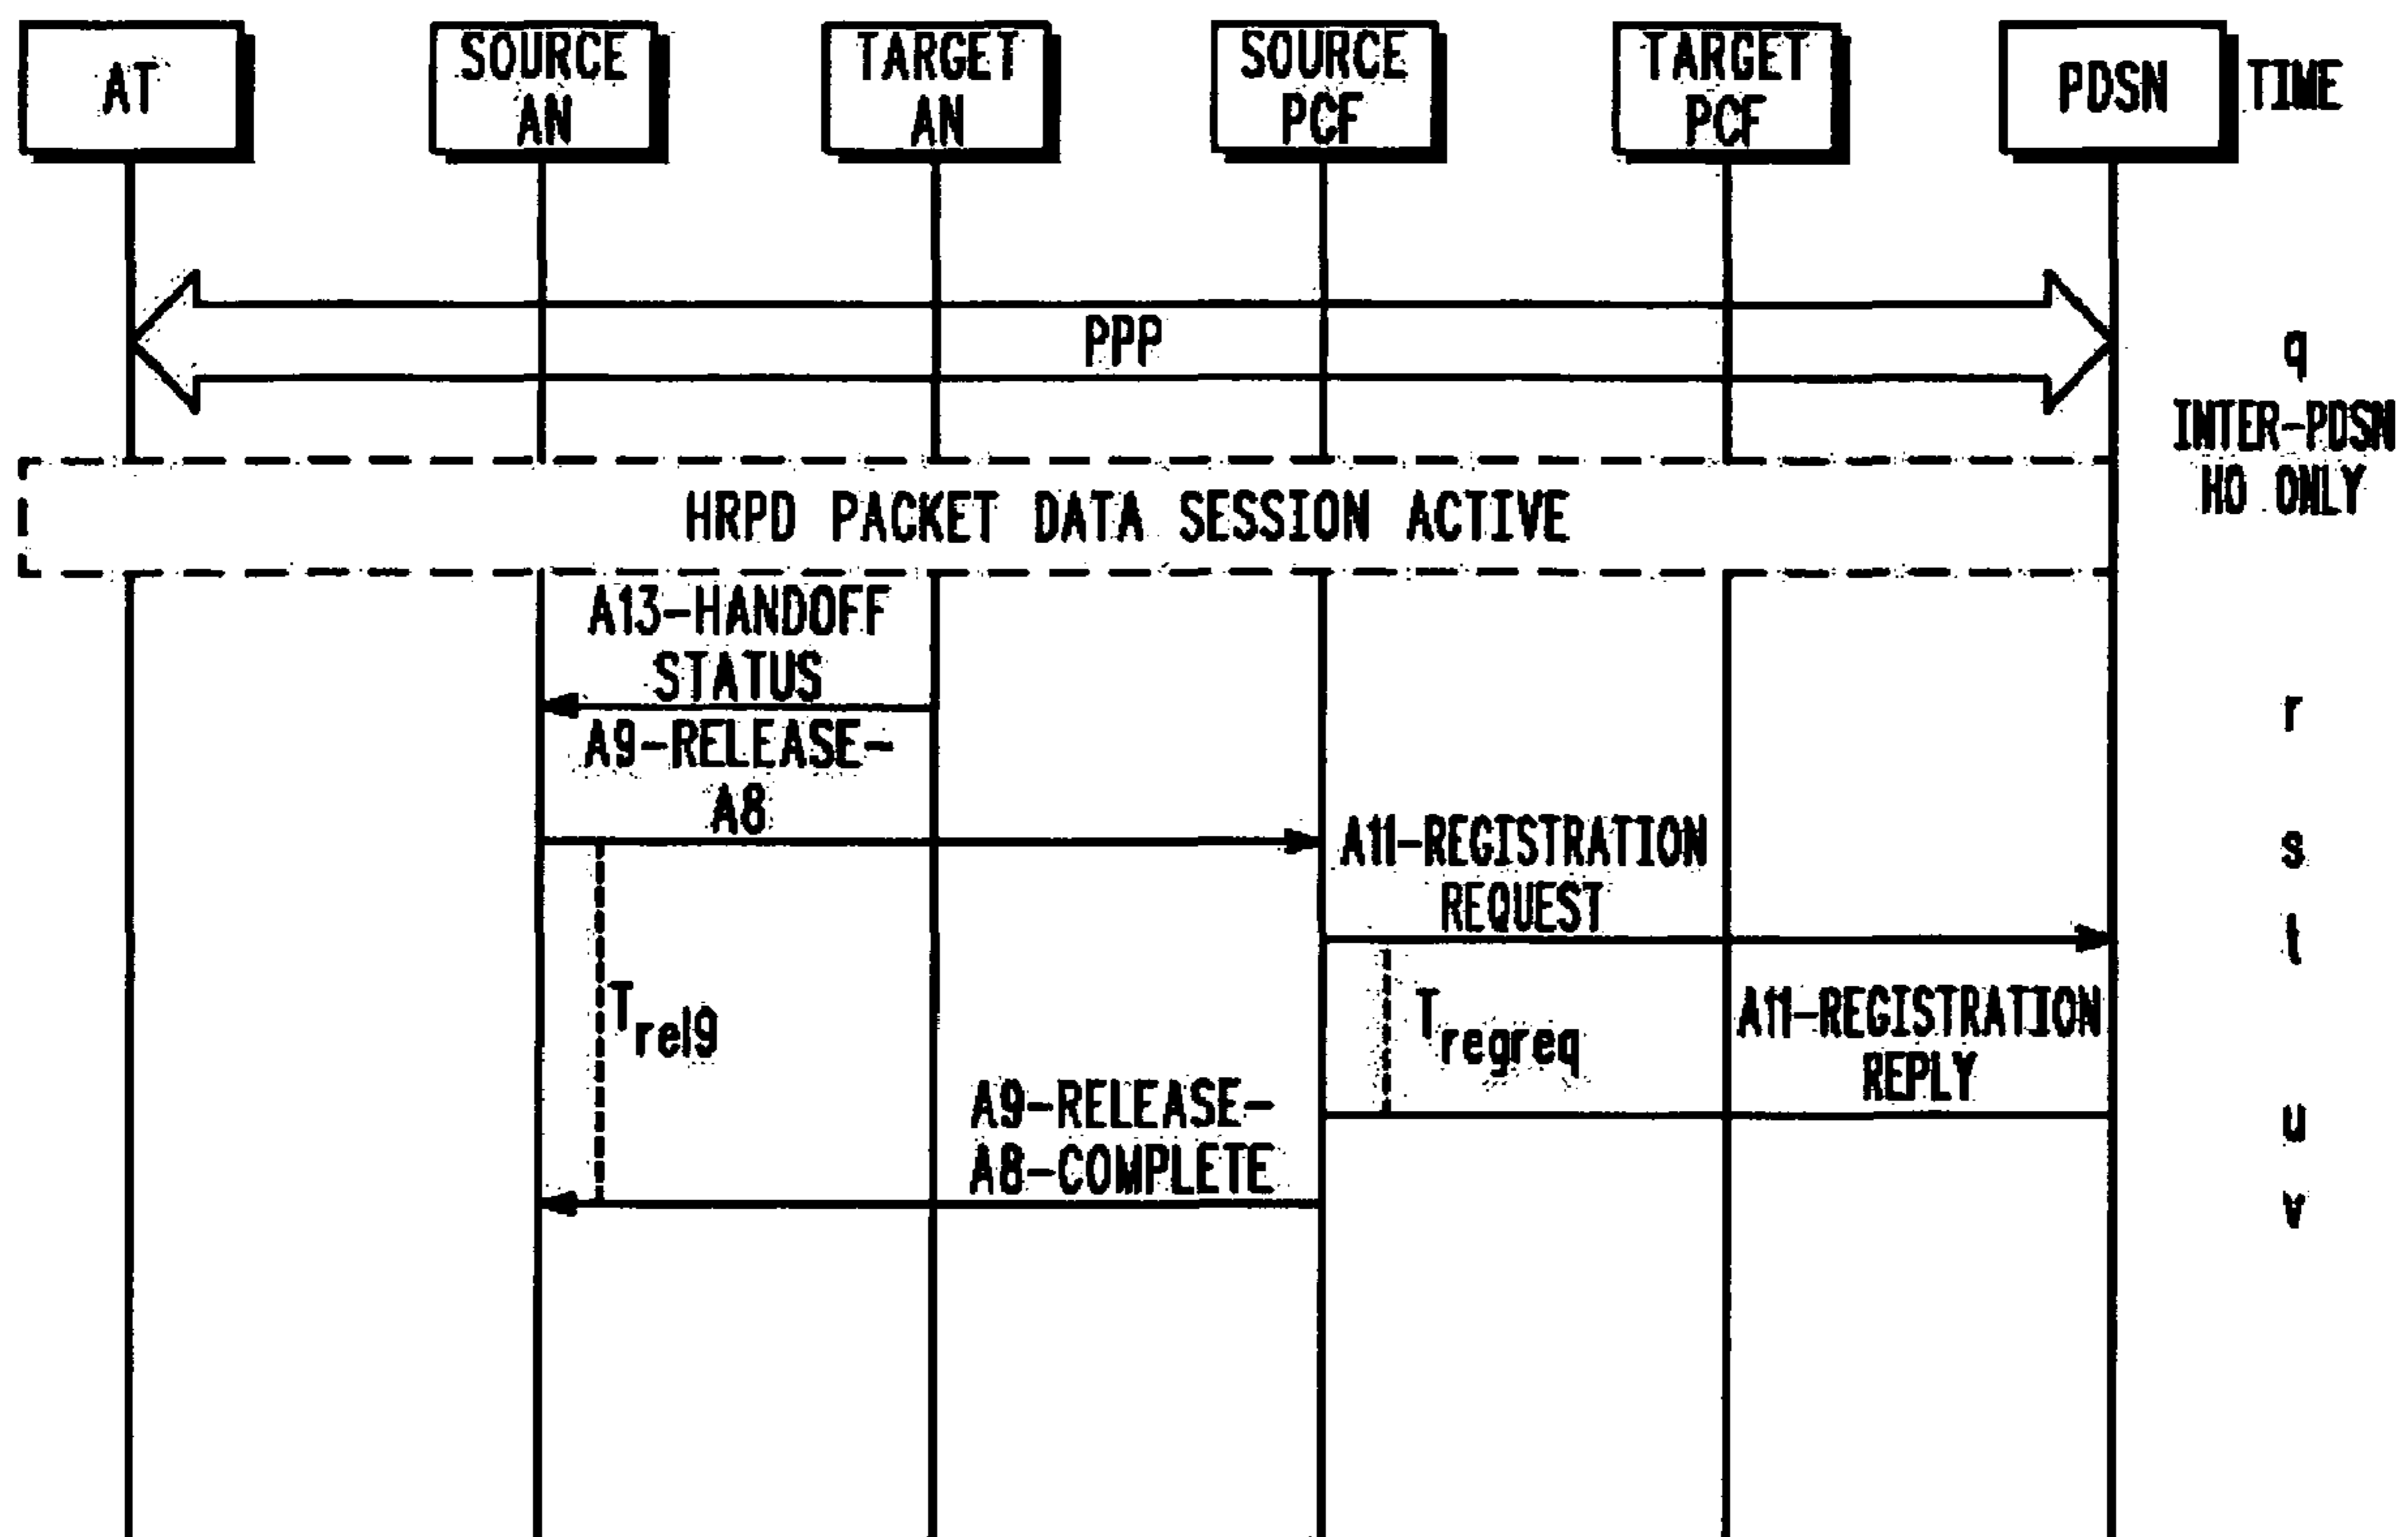 AT
SOURCE
AN
TARGET
AN
SOURCE
PCF
TARGET
PCF
PDSN
TIME
PPP
q
INTER-PDSN
HO ONLY
HRPD PACKET DATA SESSION ACTIVE
A13-HANDOFF
STATUS
r
A9-RELEASE-
A8
A11-REGISTRATION
REQUEST
s
t
Trel9
Tregreq
A11-REGISTRATION
REPLY
A9-RELEASE-
A8-COMPLETE
u
v